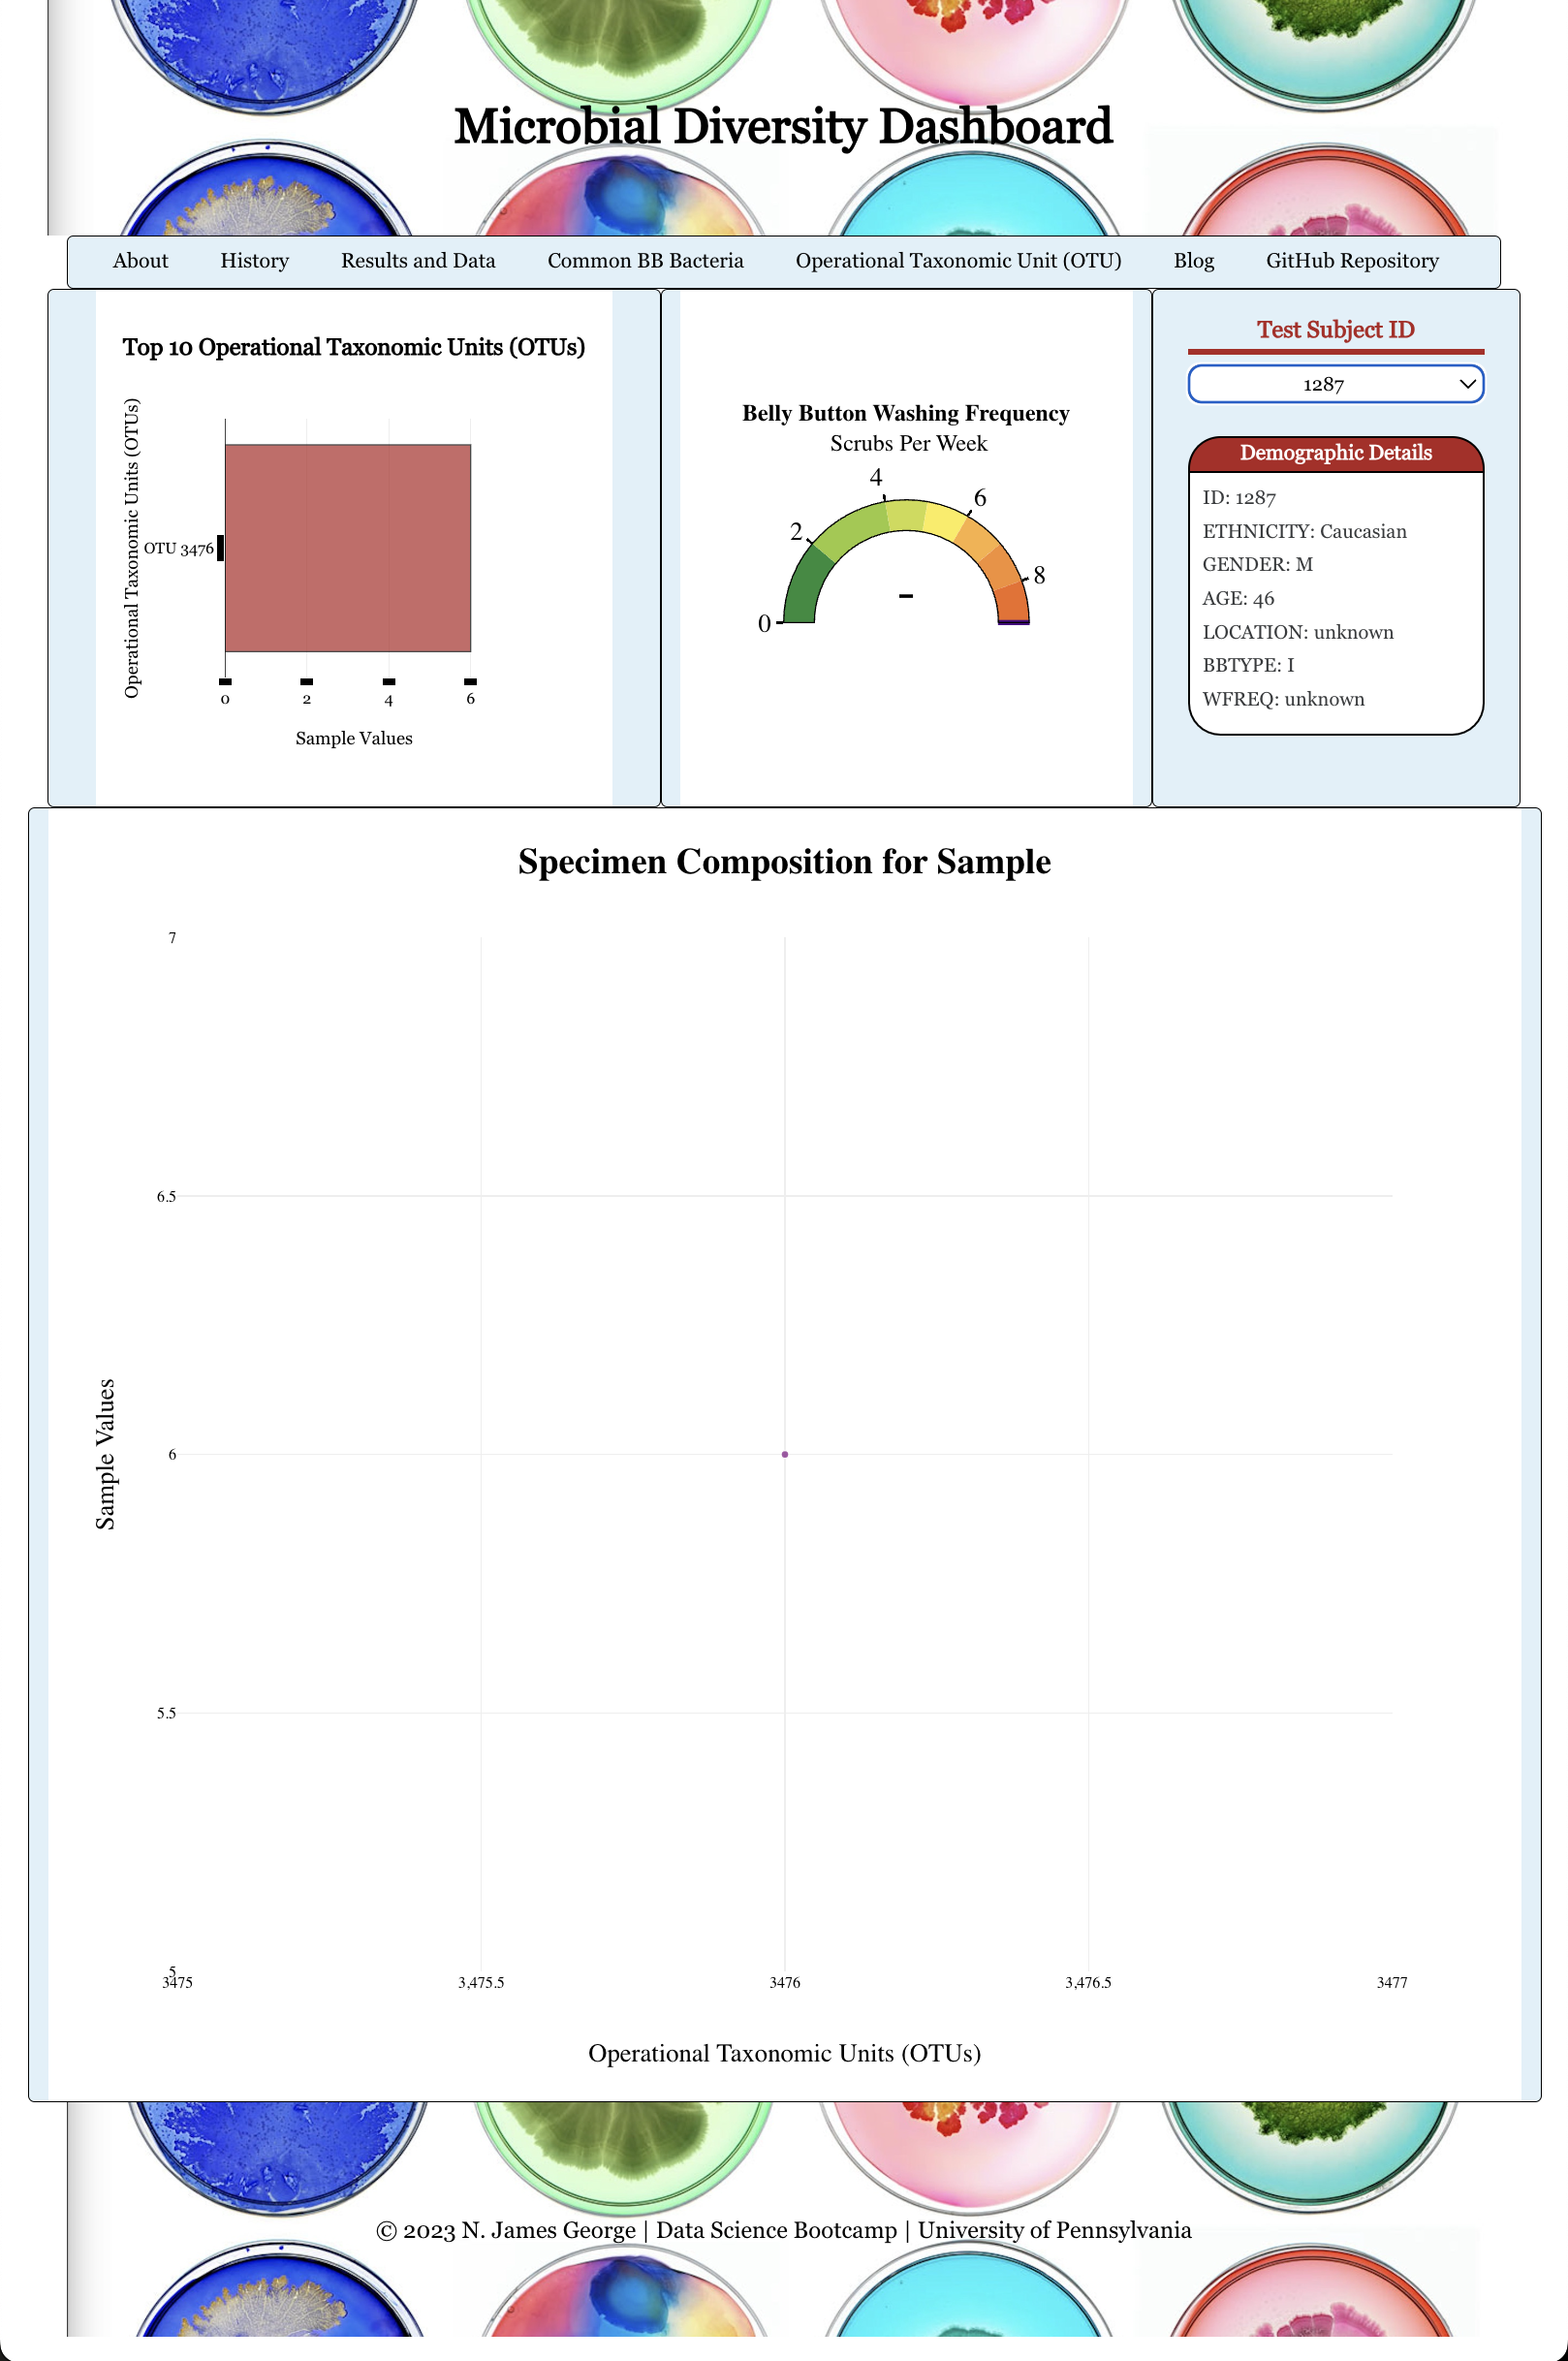 Microbial Diversity Dashboard
About History Results and Data Common BB Bacteria Operational Taxonomic Unit (OTU) Blog GitHub Repository
Top 10 Operational Taxonomic Units (OTUs)
Operational Taxonomic Units (OTUs)
OTU 3476
0 2 4 6
Sample Values
Belly Button Washing Frequency
Scrubs Per Week
0 2 4 6 8
–
Test Subject ID
1287
Demographic Details
ID: 1287
ETHNICITY: Caucasian
GENDER: M
AGE: 46
LOCATION: unknown
BBTYPE: I
WFREQ: unknown
Specimen Composition for Sample
Sample Values
7
6.5
6
5.5
5
3475 3,475.5 3476 3,476.5 3477
Operational Taxonomic Units (OTUs)
© 2023 N. James George | Data Science Bootcamp | University of Pennsylvania